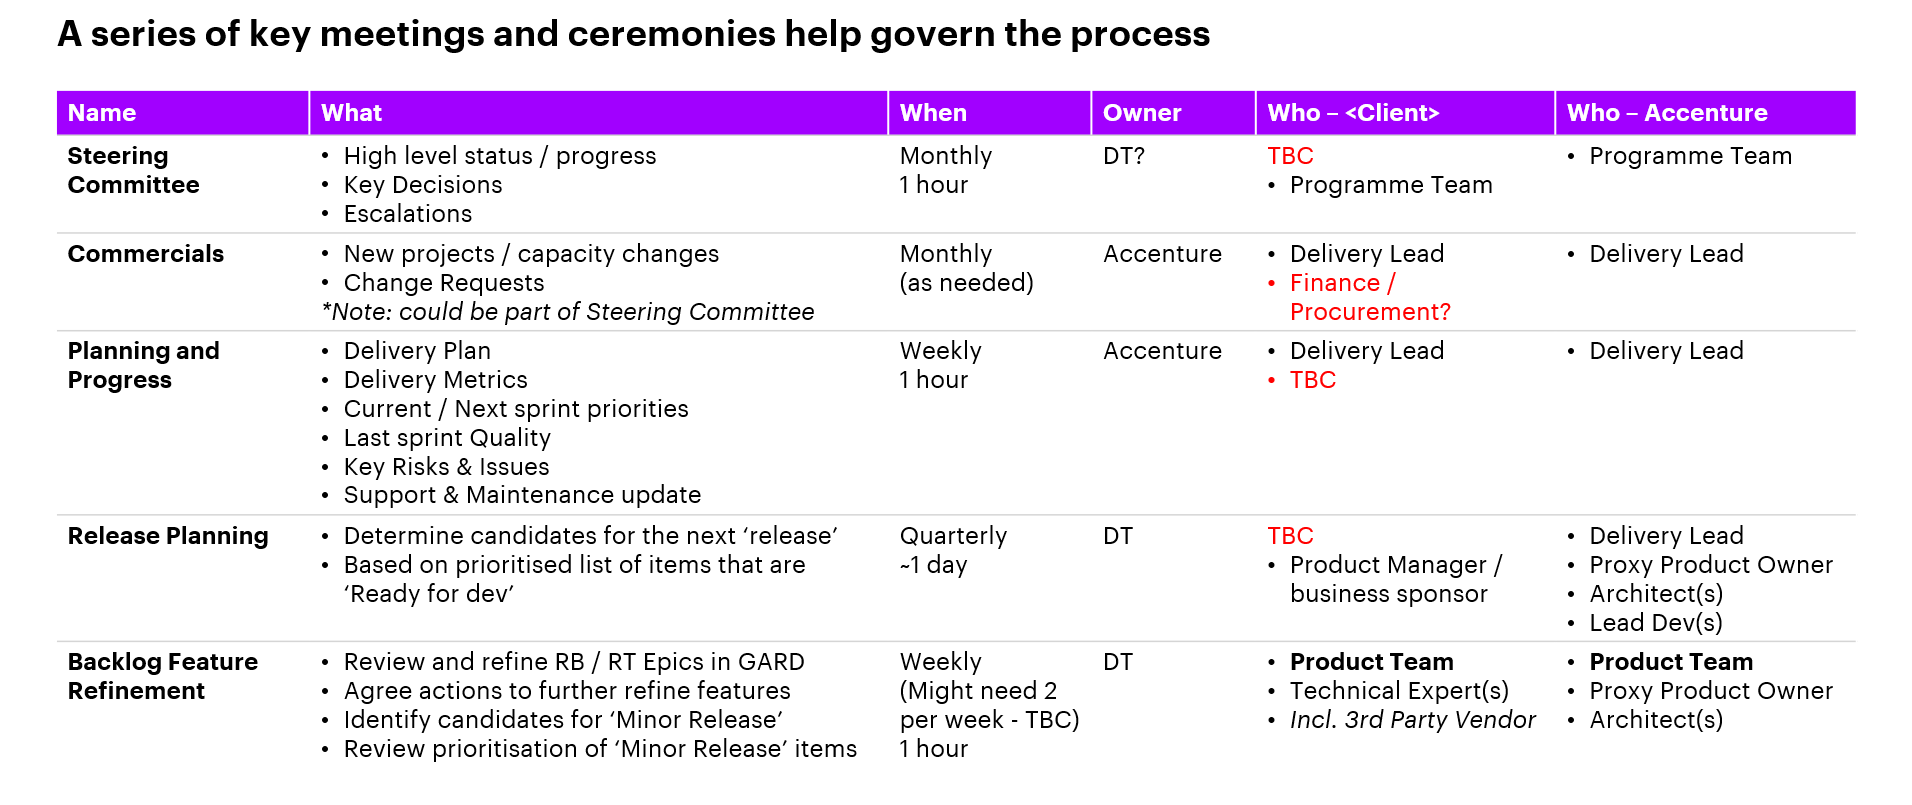 A series of key meetings and ceremonies help govern the process
Name
What
When
Owner
Who – <Client>
Who – Accenture
Steering
Committee
• High level status / progress
• Key Decisions
• Escalations
Monthly
1 hour
DT?
TBC
• Programme Team
• Programme Team
Commercials
• New projects / capacity changes
• Change Requests
*Note: could be part of Steering Committee
Monthly
(as needed)
Accenture
• Delivery Lead
• Finance /
Procurement?
• Delivery Lead
Planning and
Progress
• Delivery Plan
• Delivery Metrics
• Current / Next sprint priorities
• Last sprint Quality
• Key Risks & Issues
• Support & Maintenance update
Weekly
1 hour
Accenture
• Delivery Lead
• TBC
• Delivery Lead
Release Planning
• Determine candidates for the next ‘release’
• Based on prioritised list of items that are
‘Ready for dev’
Quarterly
~1 day
DT
TBC
• Product Manager /
business sponsor
• Delivery Lead
• Proxy Product Owner
• Architect(s)
• Lead Dev(s)
Backlog Feature
Refinement
• Review and refine RB / RT Epics in GARD
• Agree actions to further refine features
• Identify candidates for ‘Minor Release’
• Review prioritisation of ‘Minor Release’ items
Weekly
(Might need 2
per week - TBC)
1 hour
DT
• Product Team
• Technical Expert(s)
• Incl. 3rd Party Vendor
• Product Team
• Proxy Product Owner
• Architect(s)